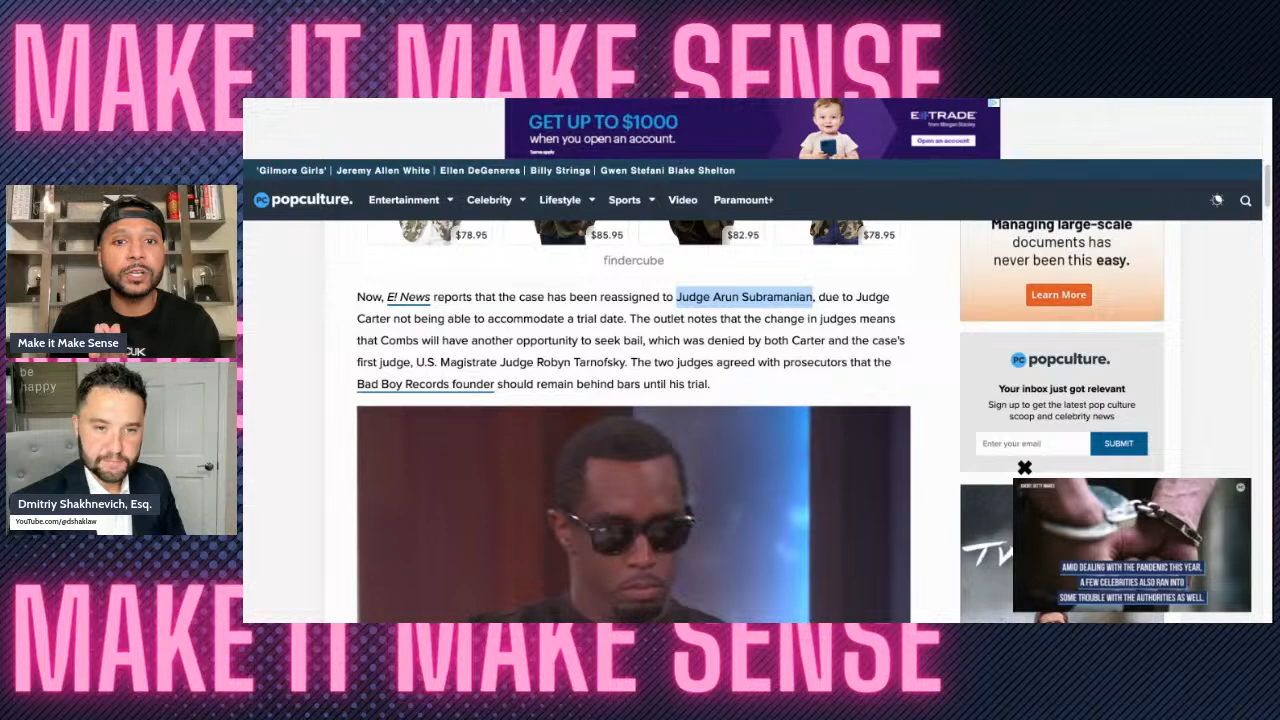 MAKE IT MAKE SENSE
GET UP TO $1000
when you open an account.
E*TRADE
from Morgan Stanley
Open an account
'Gilmore Girls' | Jeremy Allen White | Ellen DeGeneres | Billy Strings | Gwen Stefani Blake Shelton
PC popculture. Entertainment Celebrity Lifestyle Sports Video Paramount+
$78.95 $85.95 $82.95 $78.95
findercube
Now, E! News reports that the case has been reassigned to Judge Arun Subramanian, due to Judge
Carter not being able to accommodate a trial date. The outlet notes that the change in judges means
that Combs will have another opportunity to seek bail, which was denied by both Carter and the case's
first judge, U.S. Magistrate Judge Robyn Tarnofsky. The two judges agreed with prosecutors that the
Bad Boy Records founder should remain behind bars until his trial.
Managing large-scale
documents has
never been this easy.
Learn More
PC popculture.
Your inbox just got relevant
Sign up to get the latest pop culture
scoop and celebrity news
Enter your email SUBMIT
AMID DEALING WITH THE PANDEMIC THIS YEAR,
A FEW CELEBRITIES ALSO RAN INTO
SOME TROUBLE WITH THE AUTHORITIES AS WELL.
Make it Make Sense
be
happy
Dmitriy Shakhnevich, Esq.
YouTube.com/@dshaklaw
MAKE IT MAKE SENSE